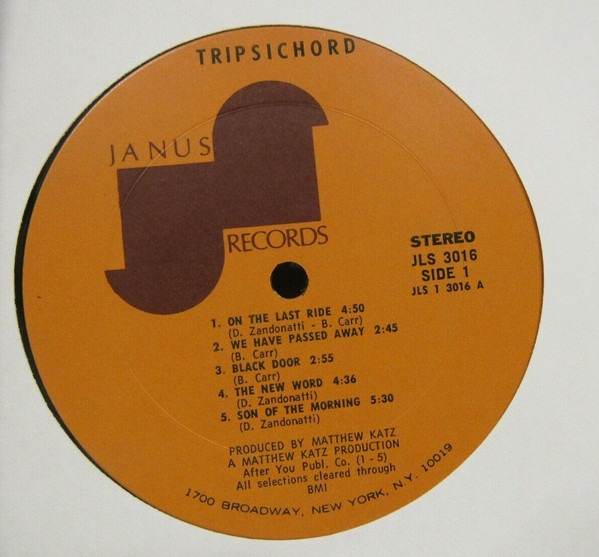 TRIPSICHORD
JANUS
RECORDS
STEREO
JLS 3016
SIDE 1
JLS 1 3016 A
1. ON THE LAST RIDE 4:50
(D. Zandonatti - B. Carr)
2. WE HAVE PASSED AWAY 2:45
(B. Carr)
3. BLACK DOOR 2:55
(B. Carr)
4. THE NEW WORD 4:36
(D. Zandonatti)
5. SON OF THE MORNING 5:30
(D. Zandonatti)
PRODUCED BY MATTHEW KATZ
A MATTHEW KATZ PRODUCTION
After You Publ. Co. (1 - 5)
All selections cleared through
BMI
1700 BROADWAY, NEW YORK, N.Y. 10019